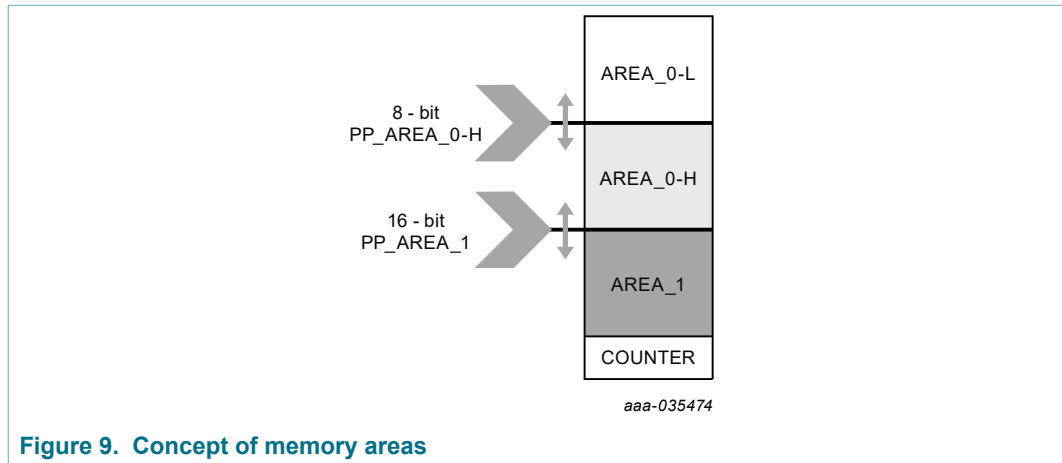 AREA_0-L
8 - bit
PP_AREA_0-H
AREA_0-H
16 - bit
PP_AREA_1
AREA_1
COUNTER
aaa-035474
Figure 9. Concept of memory areas